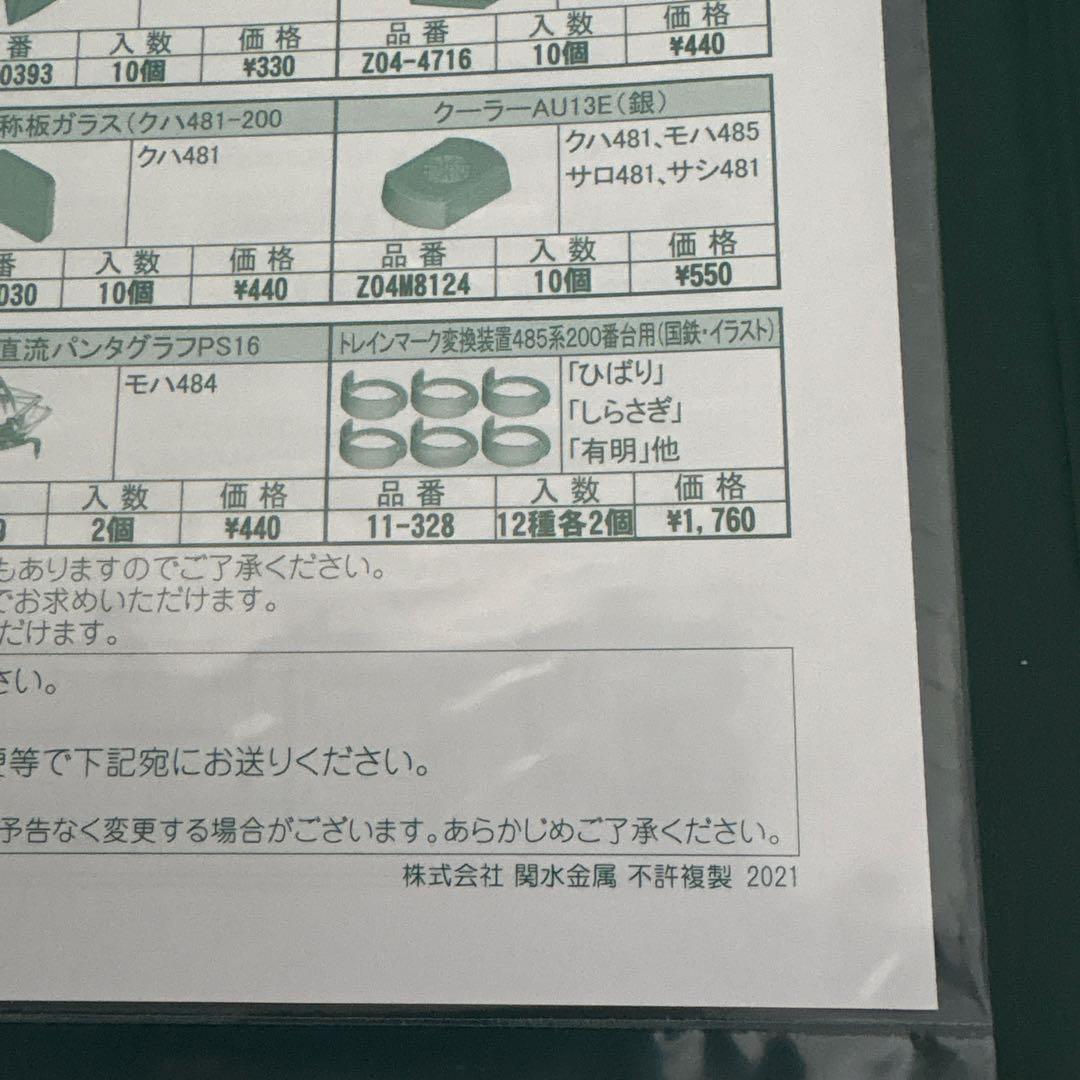 番 入数 価格 品番 入数 価格
0393 10個 ¥330 Z04-4716 10個 ¥440
称板ガラス(クハ481-200 クーラーAU13E(銀)
クハ481 クハ481、モハ485
サロ481、サシ481
番 入数 価格 品番 入数 価格
030 10個 ¥440 Z04M8124 10個 ¥550
直流パンタグラフPS16 トレインマーク変換装置485系200番台用(国鉄・イラスト)
モハ484 「ひばり」
「しらさぎ」
「有明」他
入数 価格 品番 入数 価格
2個 ¥440 11-328 12種各2個 ¥1,760
もありますのでご了承ください。
でお求めいただけます。
だけます。
さい。
等で下記宛にお送りください。
予告なく変更する場合がございます。あらかじめご了承ください。
株式会社 関水金属 不許複製 2021